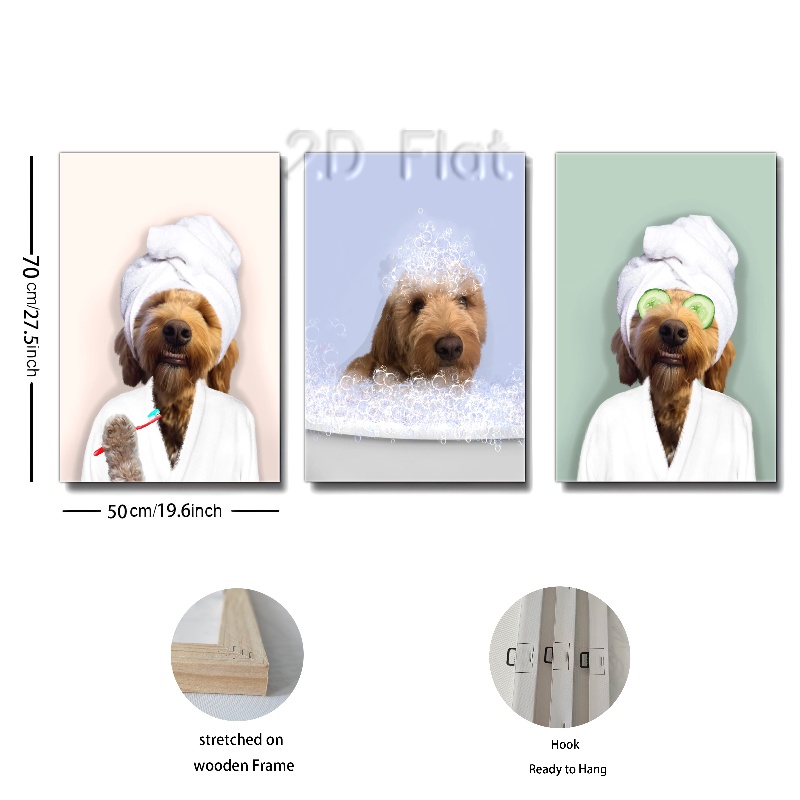 2D Flat
70cm/27.5inch
50cm/19.6inch
stretched on
wooden Frame
Hook
Ready to Hang